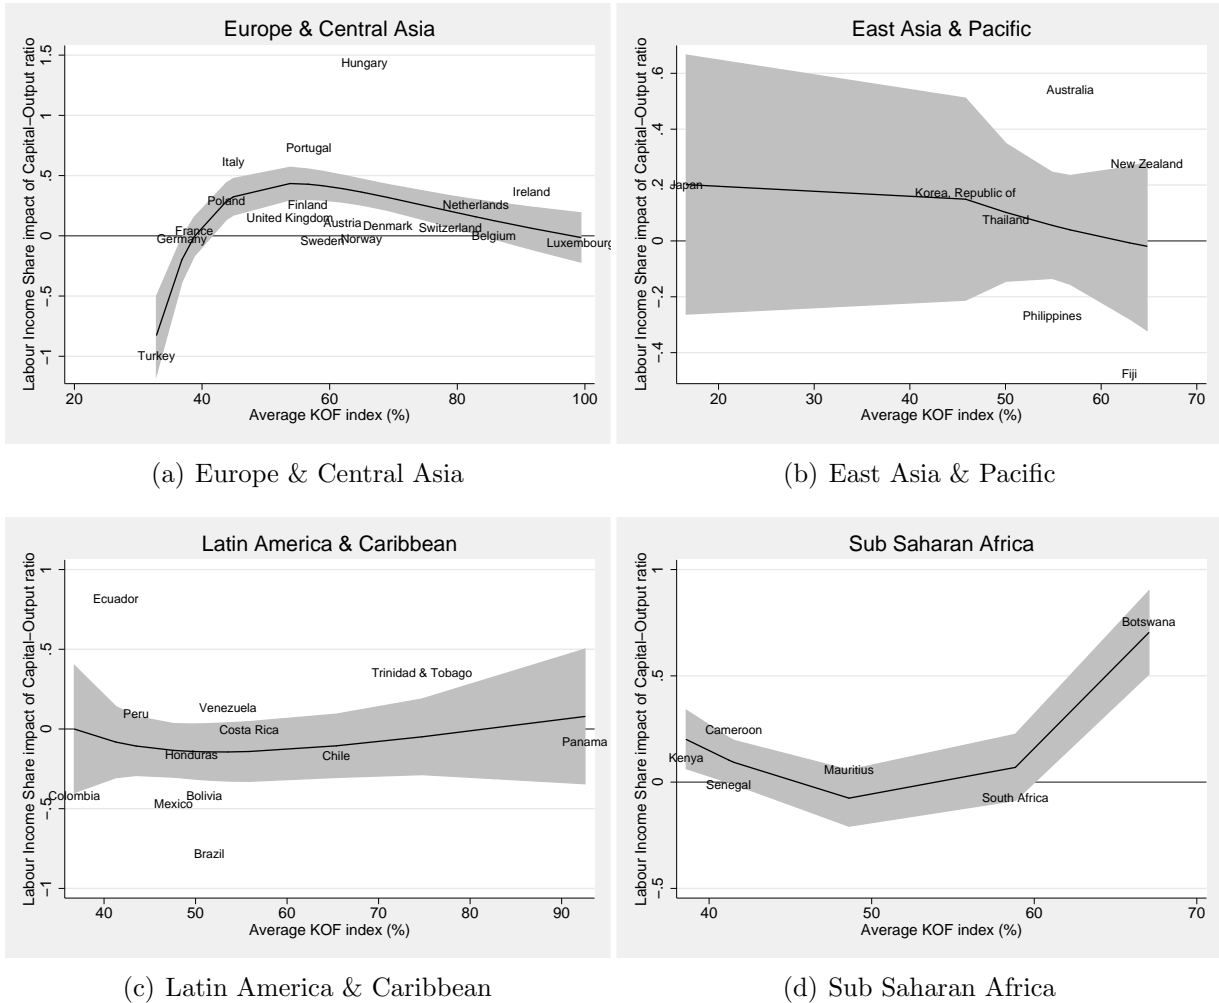 Europe & Central Asia
Labour Income Share impact of Capital−Output ratio
1.5
1
.5
0
−.5
−1
Hungary
Portugal
Italy
Ireland
Poland
Finland
Netherlands
United Kingdom
Austria
France
Denmark
Switzerland
Germany
Sweden
Norway
Belgium
Luxembourg
Turkey
20 40 60 80 100
Average KOF index (%)
(a) Europe & Central Asia
East Asia & Pacific
Labour Income Share impact of Capital−Output ratio
.6
.4
.2
0
−.2
−.4
Australia
New Zealand
Japan
Korea, Republic of
Thailand
Philippines
Fiji
20 30 40 50 60 70
Average KOF index (%)
(b) East Asia & Pacific
Latin America & Caribbean
Labour Income Share impact of Capital−Output ratio
1
.5
0
−.5
−1
Ecuador
Trinidad & Tobago
Peru
Venezuela
Costa Rica
Panama
Honduras
Chile
Colombia
Bolivia
Mexico
Brazil
40 50 60 70 80 90
Average KOF index (%)
(c) Latin America & Caribbean
Sub Saharan Africa
Labour Income Share impact of Capital−Output ratio
1
.5
0
−.5
Botswana
Cameroon
Kenya
Mauritius
Senegal
South Africa
40 50 60 70
Average KOF index (%)
(d) Sub Saharan Africa